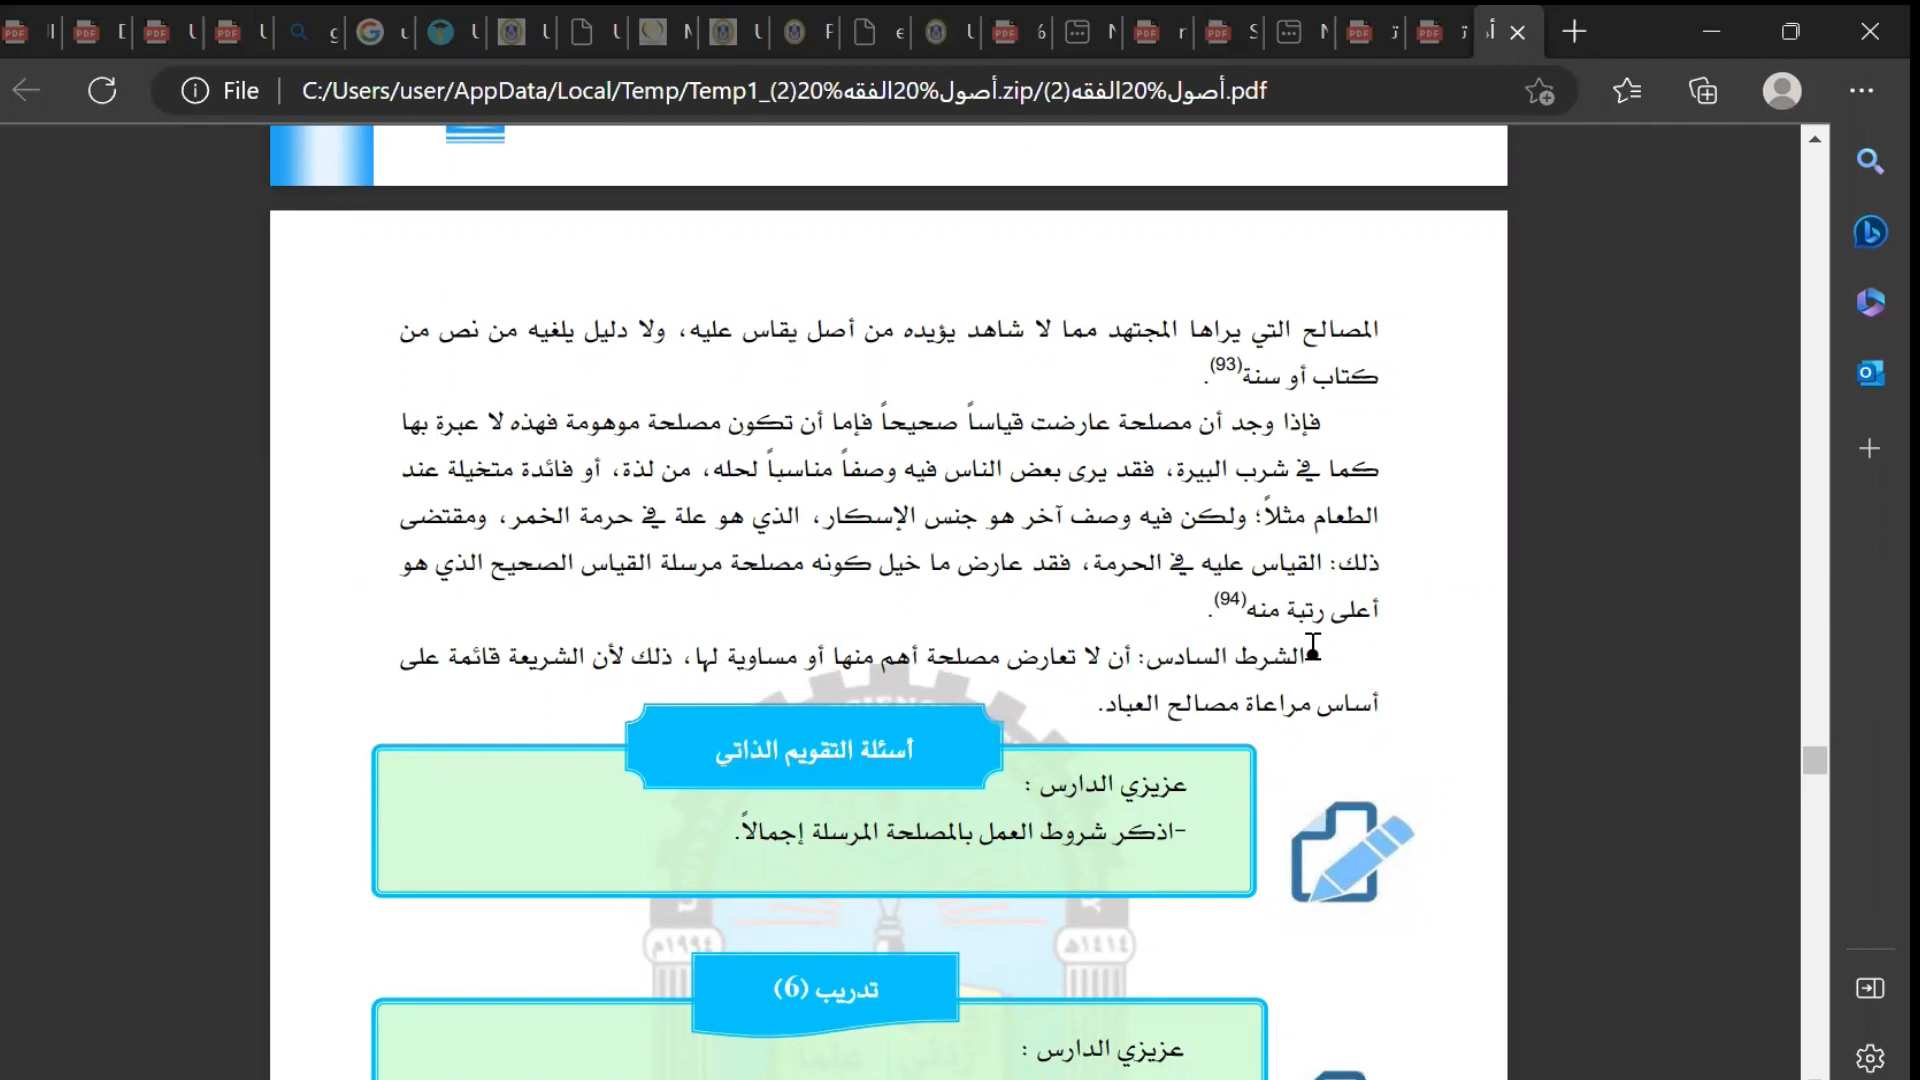 File
C:/Users/user/AppData/Local/Temp/Temp1_أصول%20الفقه%20(2).zip/أصول%20الفقه(2).pdf
المصالح التي يراها المجتهد مما لا شاهد يؤيده من أصل يقاس عليه، ولا دليل يلغيه من نص من
كتاب أو سنة(93).
فإذا وجد أن مصلحة عارضت قياساً صحيحاً فإما أن تكون مصلحة موهومة فهذه لا عبرة بها
كما في شرب البيرة، فقد يرى بعض الناس فيه وصفاً مناسباً لحله، من لذة، أو فائدة متخيلة عند
الطعام مثلاً؛ ولكن فيه وصف آخر هو جنس الإسكار، الذي هو علة في حرمة الخمر، ومقتضى
ذلك: القياس عليه في الحرمة، فقد عارض ما خيل كونه مصلحة مرسلة القياس الصحيح الذي هو
أعلى رتبة منه(94).
الشرط السادس: أن لا تعارض مصلحة أهم منها أو مساوية لها، ذلك لأن الشريعة قائمة على
أساس مراعاة مصالح العباد.
أسئلة التقويم الذاتي
عزيزي الدارس :
-اذكر شروط العمل بالمصلحة المرسلة إجمالاً.
١٩٩٤م
١٤١٤هـ
تدريب (6)
عزيزي الدارس :